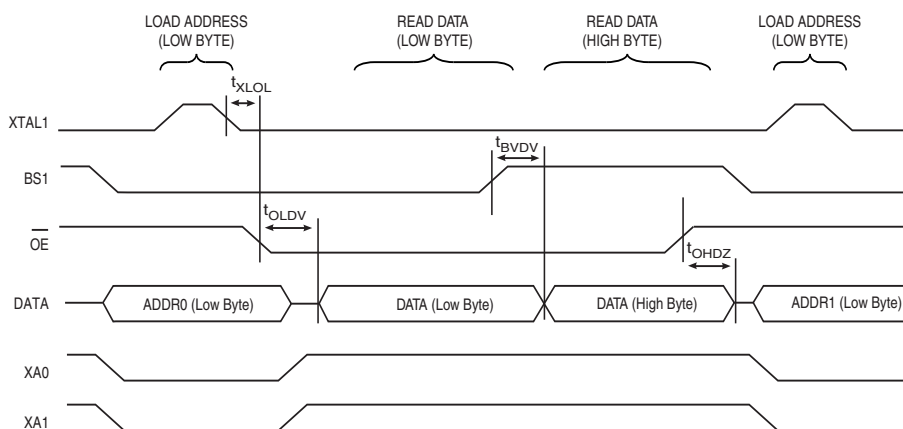 LOAD ADDRESS
(LOW BYTE)
READ DATA
(LOW BYTE)
READ DATA
(HIGH BYTE)
LOAD ADDRESS
(LOW BYTE)
tXLOL
XTAL1
tBVDV
BS1
tOLDV
OE
tOHDZ
DATA
ADDR0 (Low Byte)
DATA (Low Byte)
DATA (High Byte)
ADDR1 (Low Byte)
XA0
XA1